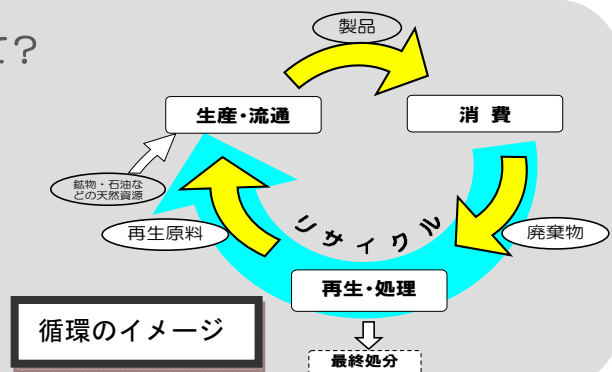 て?
製品
生産・流通
消 費
鉱物・石油な
どの天然資源
再生原料
リサイクル
廃棄物
再生・処理
循環のイメージ
最終処分